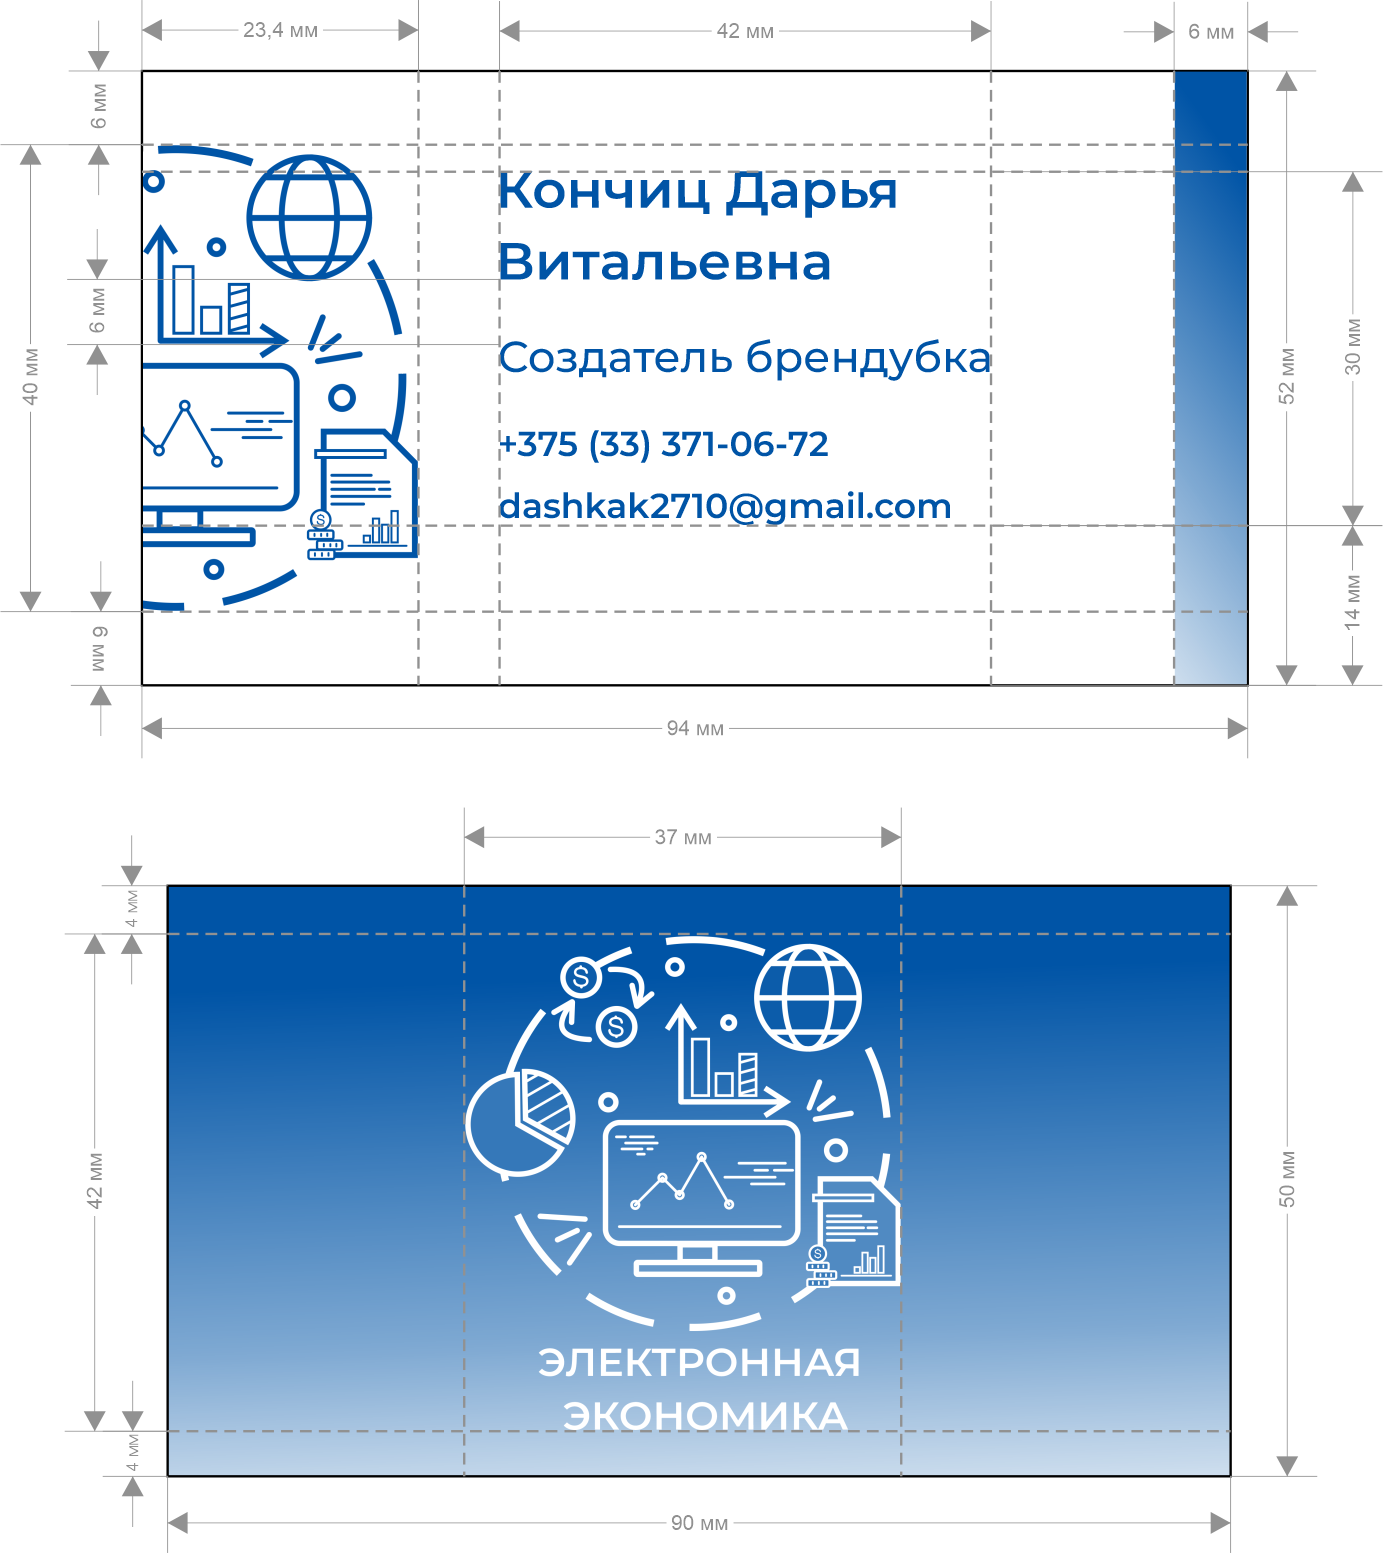 23,4 мм
42 мм
6 мм
6 мм
Кончиц Дарья
Витальевна
6 мм
40 мм
30 мм
52 мм
Создатель брендубка
+375 (33) 371-06-72
dashkak2710@gmail.com
$
14 мм
6 мм
94 мм
37 мм
4 мм
$
$
42 мм
50 мм
$
ЭЛЕКТРОННАЯ
ЭКОНОМИКА
4 мм
90 мм